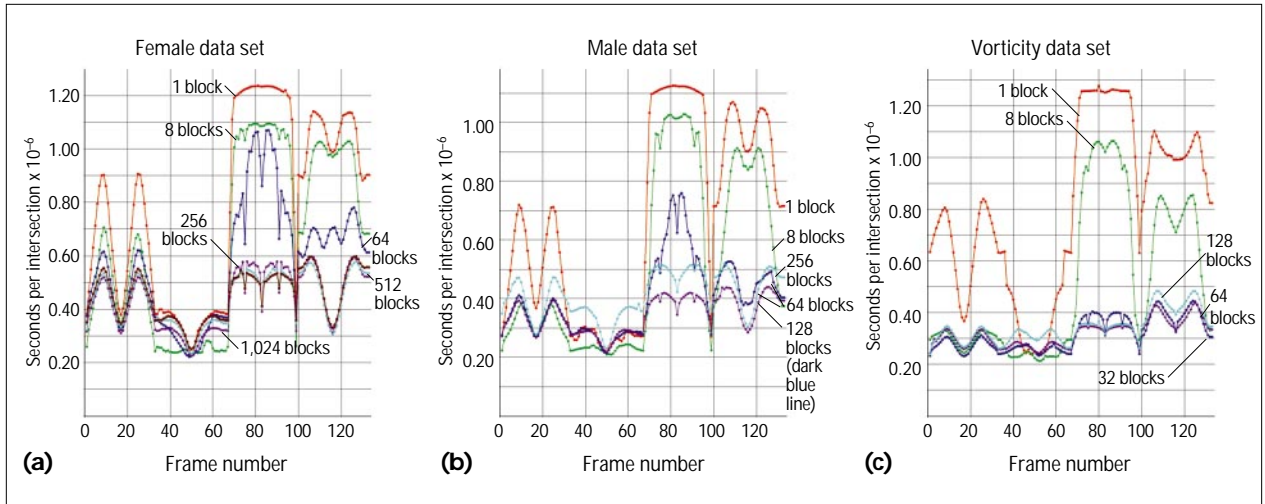 Female data set
Seconds per intersection x 10⁻⁶
1.20
1.00
0.80
0.60
0.40
0.20
0.00
1 block
8 blocks
256
blocks
64
blocks
512
blocks
1,024 blocks
0 20 40 60 80 100 120
(a)
Frame number
Male data set
Seconds per intersection x 10⁻⁶
1.00
0.80
0.60
0.40
0.20
0.00
1 block
8 blocks
256
blocks
64 blocks
128
blocks
(dark
blue
line)
0 20 40 60 80 100 120
(b)
Frame number
Vorticity data set
Seconds per intersection x 10⁻⁶
1.20
1.00
0.80
0.60
0.40
0.20
0.00
1 block
8 blocks
128
blocks
64
blocks
32 blocks
0 20 40 60 80 100 120
(c)
Frame number